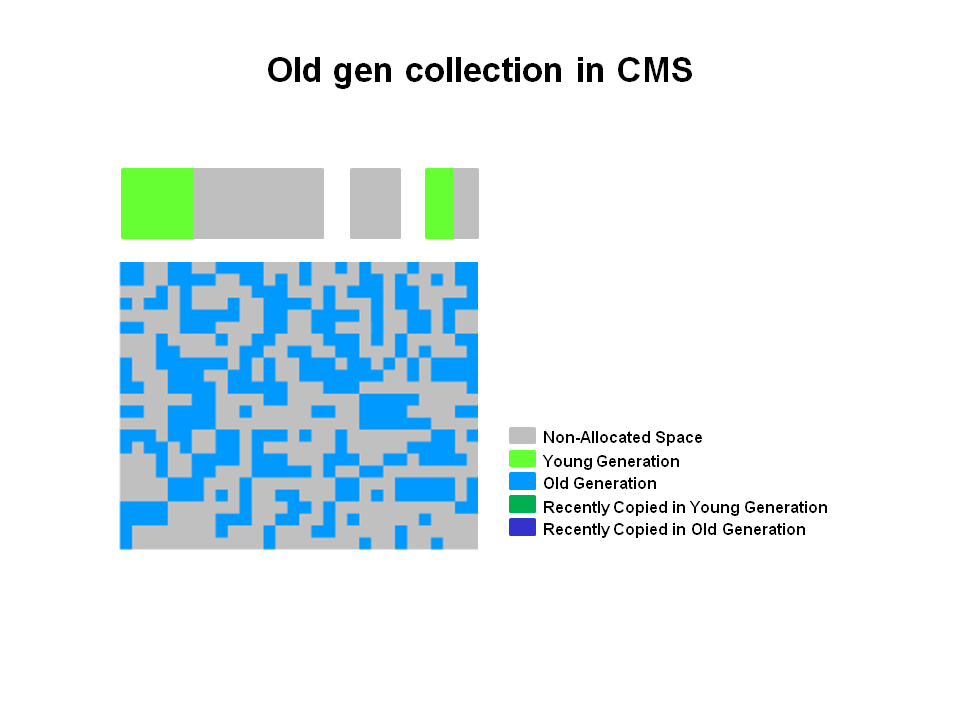 Old gen collection in CMS
Non-Allocated Space
Young Generation
Old Generation
Recently Copied in Young Generation
Recently Copied in Old Generation